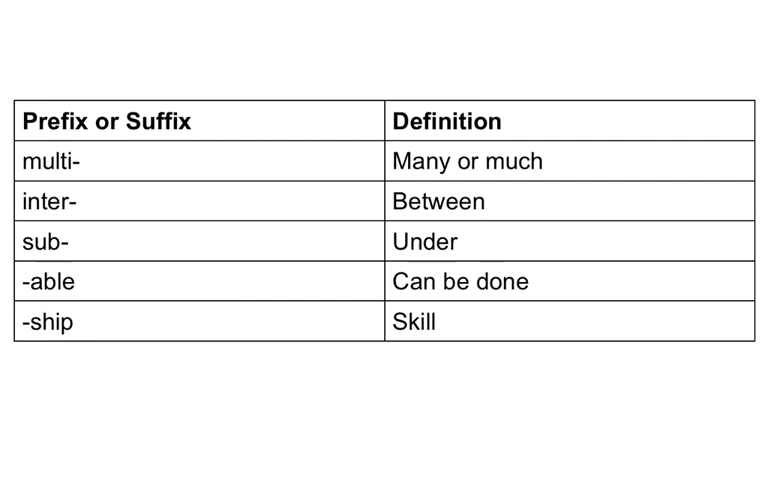 Prefix or Suffix Definition
multi- Many or much
inter- Between
sub- Under
-able Can be done
-ship Skill